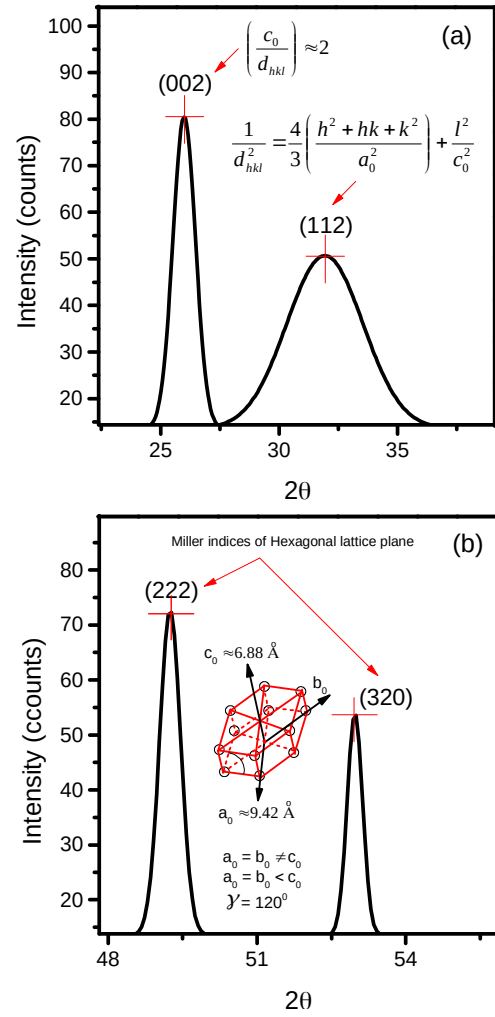 (a)
(c₀/d_hkl) ≈2
(002)
1/d²_hkl = 4/3 ((h² + hk + k²)/a₀²) + l²/c₀²
(112)
Intensity (counts)
100
90
80
70
60
50
40
30
20
25
30
35
2θ
(b)
Miller indices of Hexagonal lattice plane
(222)
(320)
c₀ ≈6.88 Å
b₀
a₀ ≈9.42 Å
a₀ = b₀ ≠ c₀
a₀ = b₀ < c₀
γ = 120⁰
Intensity (ccounts)
80
70
60
50
40
30
20
48
51
54
2θ